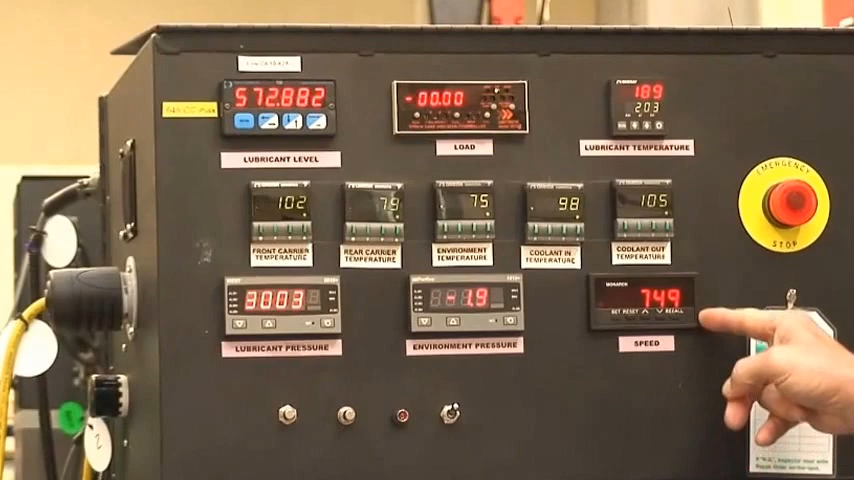 572.882
LUBRICANT LEVEL
-00.00
LOAD
189
203
LUBRICANT TEMPERATURE
EMERGENCY
STOP
102
FRONT CARRIER
TEMPERATURE
79
REAR CARRIER
TEMPERATURE
75
ENVIRONMENT
TEMPERATURE
98
COOLANT IN
TEMPERATURE
105
COOLANT OUT
TEMPERATURE
3003
LUBRICANT PRESSURE
-1.9
ENVIRONMENT PRESSURE
MONARCH
749
SET RESET RECALL
SPEED
2